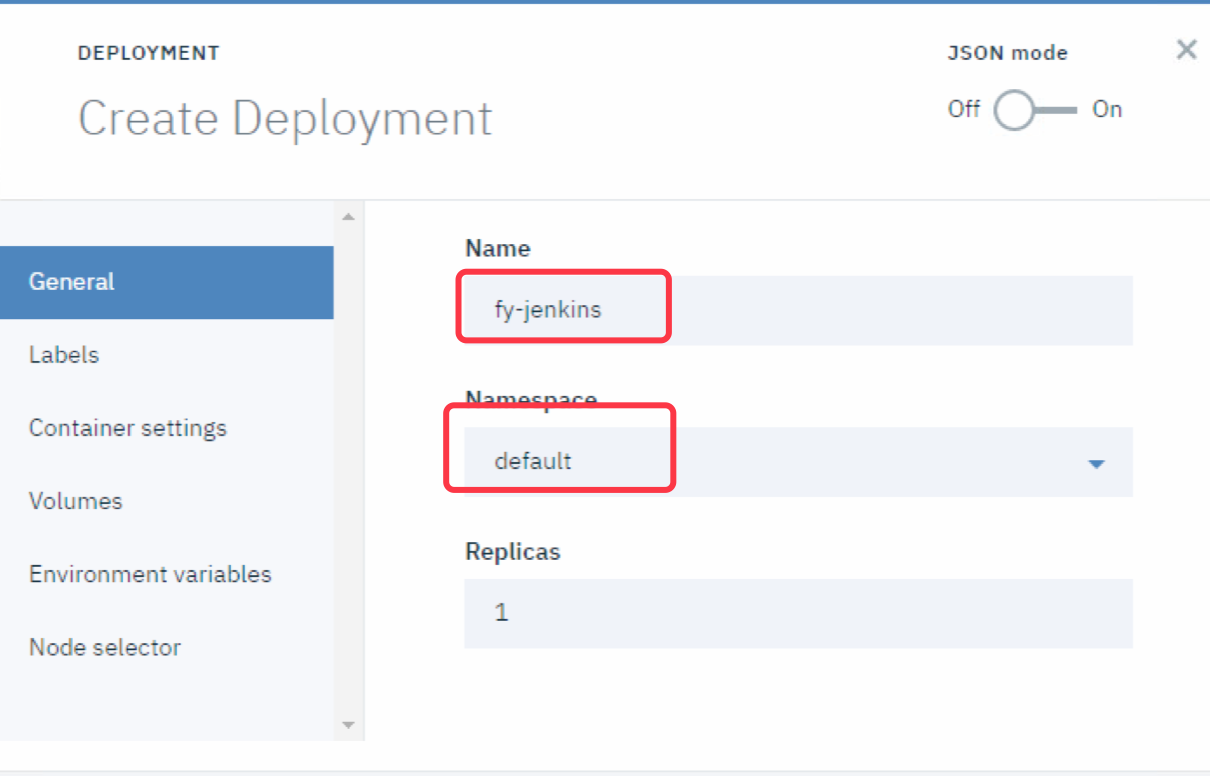 DEPLOYMENT
JSON mode
Create Deployment
Off On
General
Labels
Container settings
Volumes
Environment variables
Node selector
Name
fy-jenkins
Namespace
default
Replicas
1